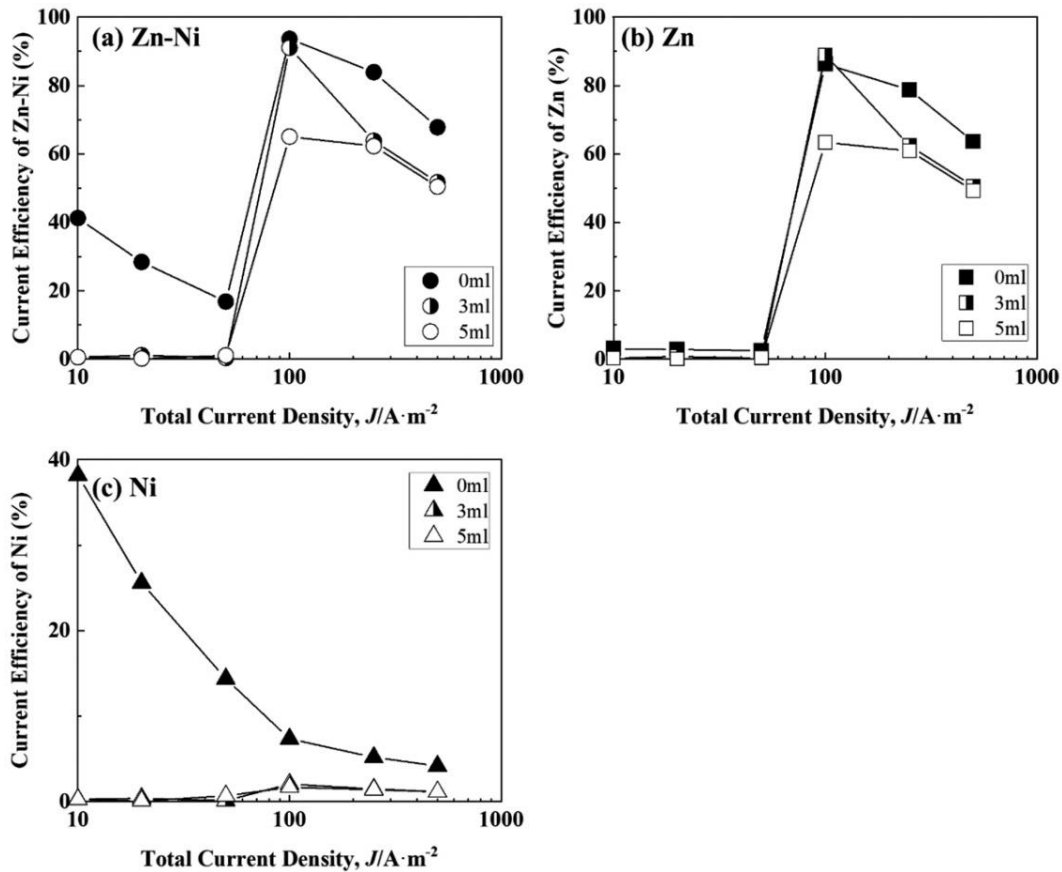 (a) Zn-Ni
Current Efficiency of Zn-Ni (%)
100
80
60
40
20
0
10
100
1000
0ml
3ml
5ml
Total Current Density, J/A·m⁻²
(b) Zn
Current Efficiency of Zn (%)
100
80
60
40
20
0
10
100
1000
0ml
3ml
5ml
Total Current Density, J/A·m⁻²
(c) Ni
Current Efficiency of Ni (%)
40
20
0
10
100
1000
0ml
3ml
5ml
Total Current Density, J/A·m⁻²